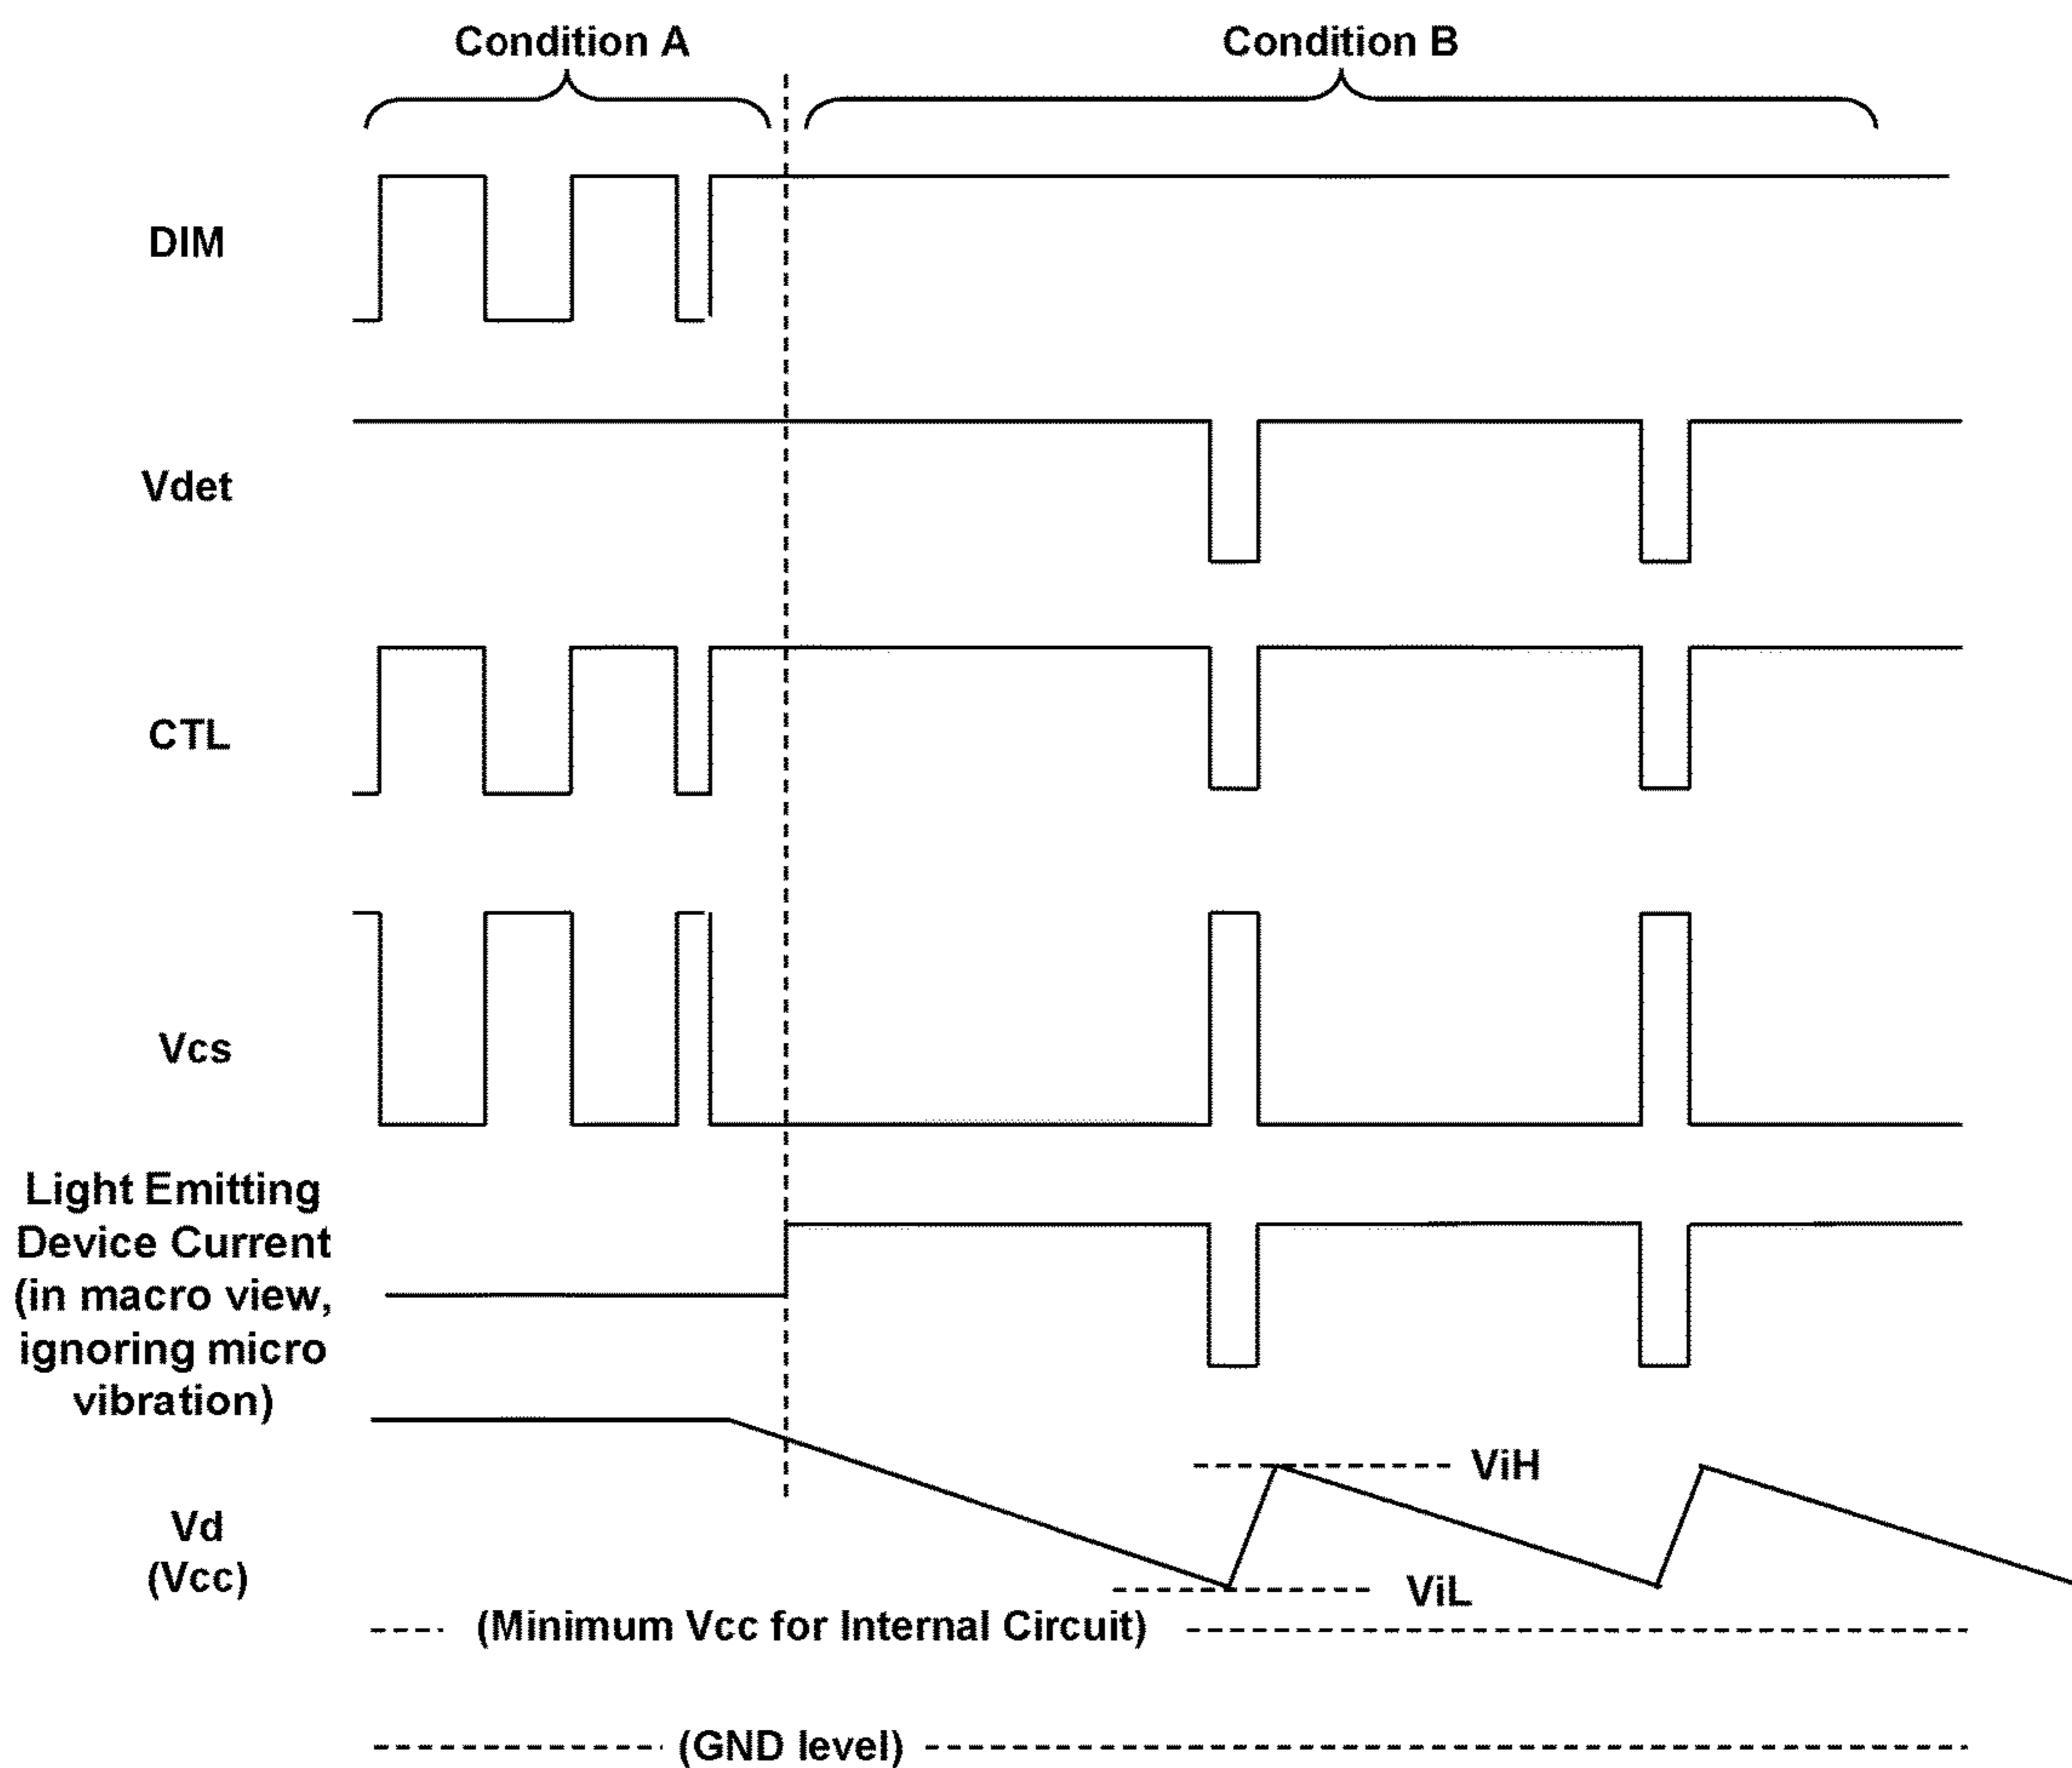 Condition A
Condition B
DIM
Vdet
CTL
Vcs
Light Emitting
Device Current
(in macro view,
ignoring micro
vibration)
ViH
Vd
(Vcc)
ViL
(Minimum Vcc for Internal Circuit)
(GND level)